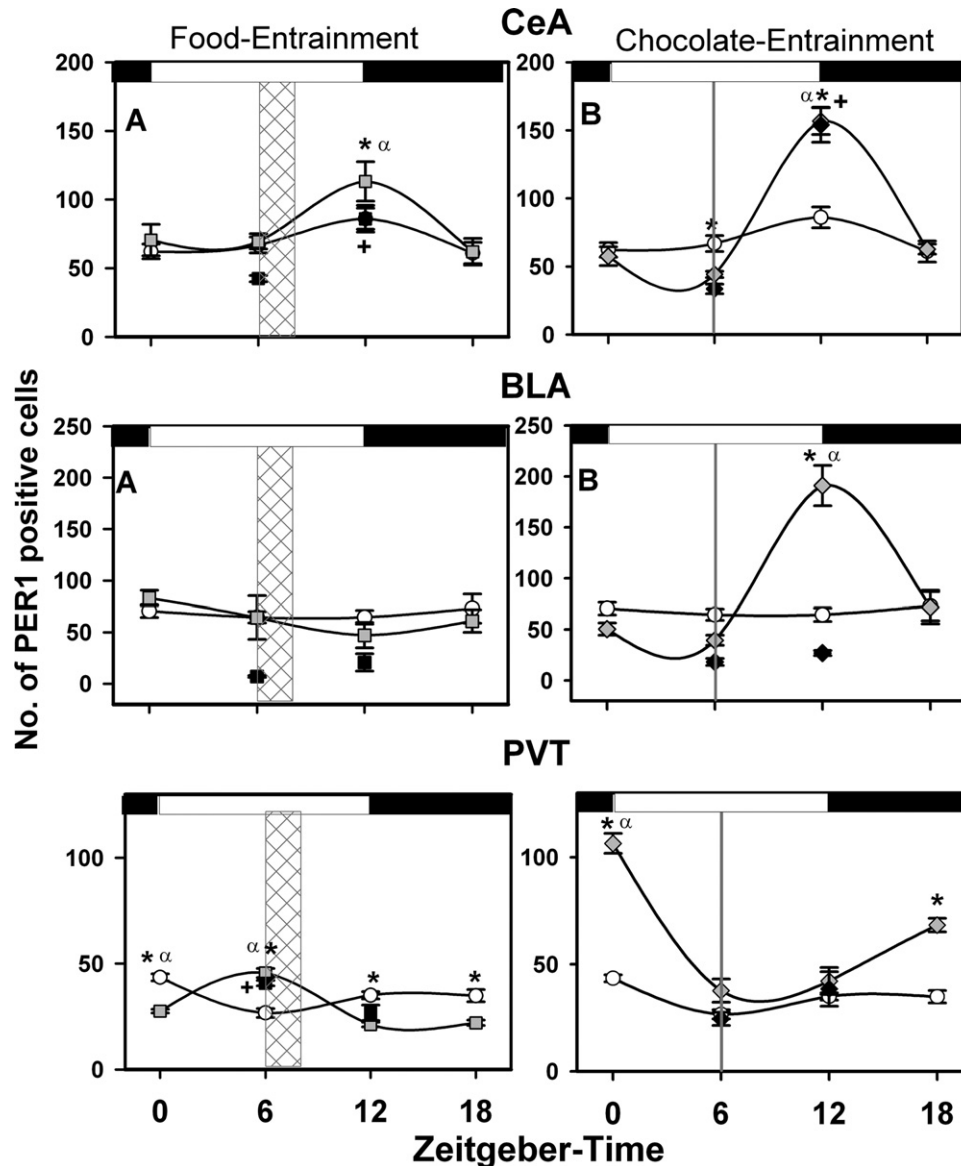 CeA
Food-Entrainment
Chocolate-Entrainment
No. of PER1 positive cells
200
150
100
50
0
A
* α
+
200
150
100
50
0
B
α * +
*
BLA
250
200
150
100
50
0
A
250
200
150
100
50
0
B
* α
PVT
100
50
0
* α
α *
+
*
*
0
6
12
18
100
50
0
* α
*
0
6
12
18
Zeitgeber-Time